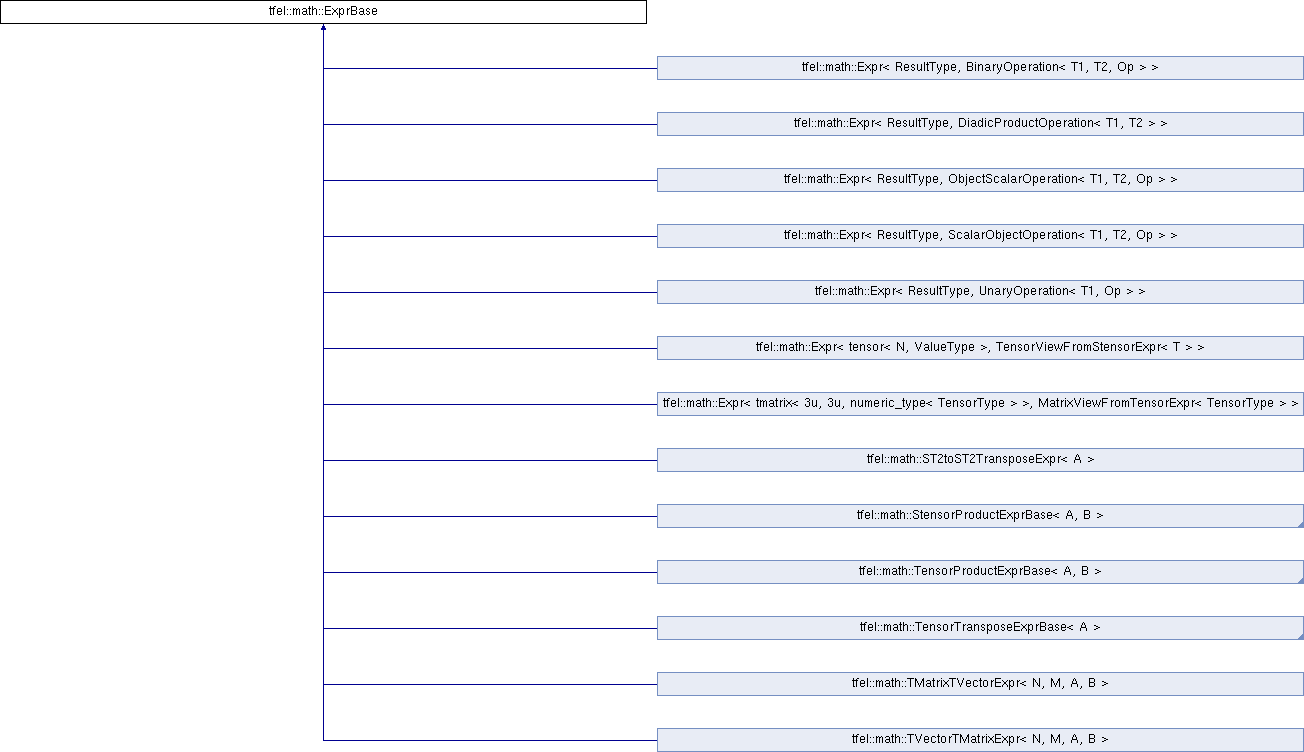 tfel::math::ExprBase
tfel::math::Expr< ResultType, BinaryOperation< T1, T2, Op > >
tfel::math::Expr< ResultType, DiadicProductOperation< T1, T2 > >
tfel::math::Expr< ResultType, ObjectScalarOperation< T1, T2, Op > >
tfel::math::Expr< ResultType, ScalarObjectOperation< T1, T2, Op > >
tfel::math::Expr< ResultType, UnaryOperation< T1, Op > >
tfel::math::Expr< tensor< N, ValueType >, TensorViewFromStensorExpr< T > >
tfel::math::Expr< tmatrix< 3u, 3u, numeric_type< TensorType > >, MatrixViewFromTensorExpr< TensorType > >
tfel::math::ST2toST2TransposeExpr< A >
tfel::math::StensorProductExprBase< A, B >
tfel::math::TensorProductExprBase< A, B >
tfel::math::TensorTransposeExprBase< A >
tfel::math::TMatrixTVectorExpr< N, M, A, B >
tfel::math::TVectorTMatrixExpr< N, M, A, B >